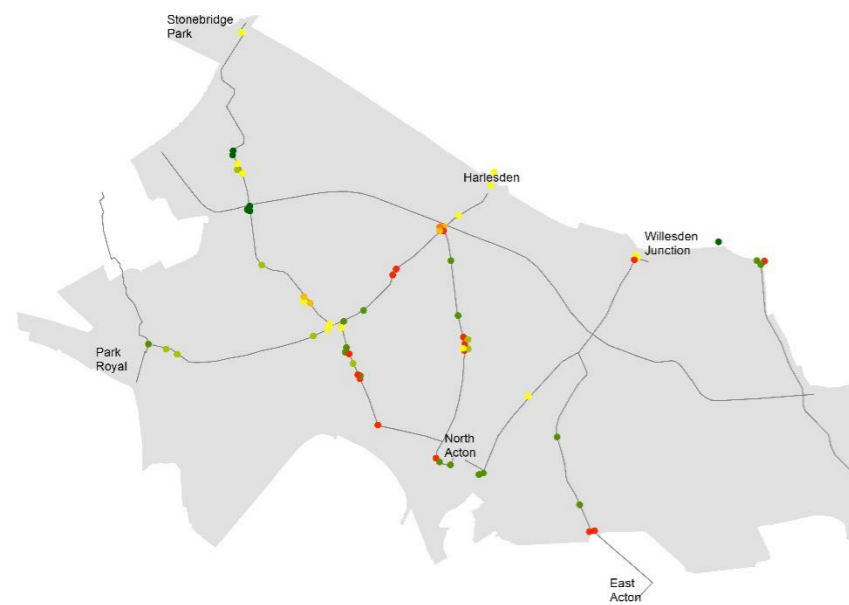 Stonebridge
Park
Harlesden
Willesden
Junction
Park
Royal
North
Acton
East
Acton